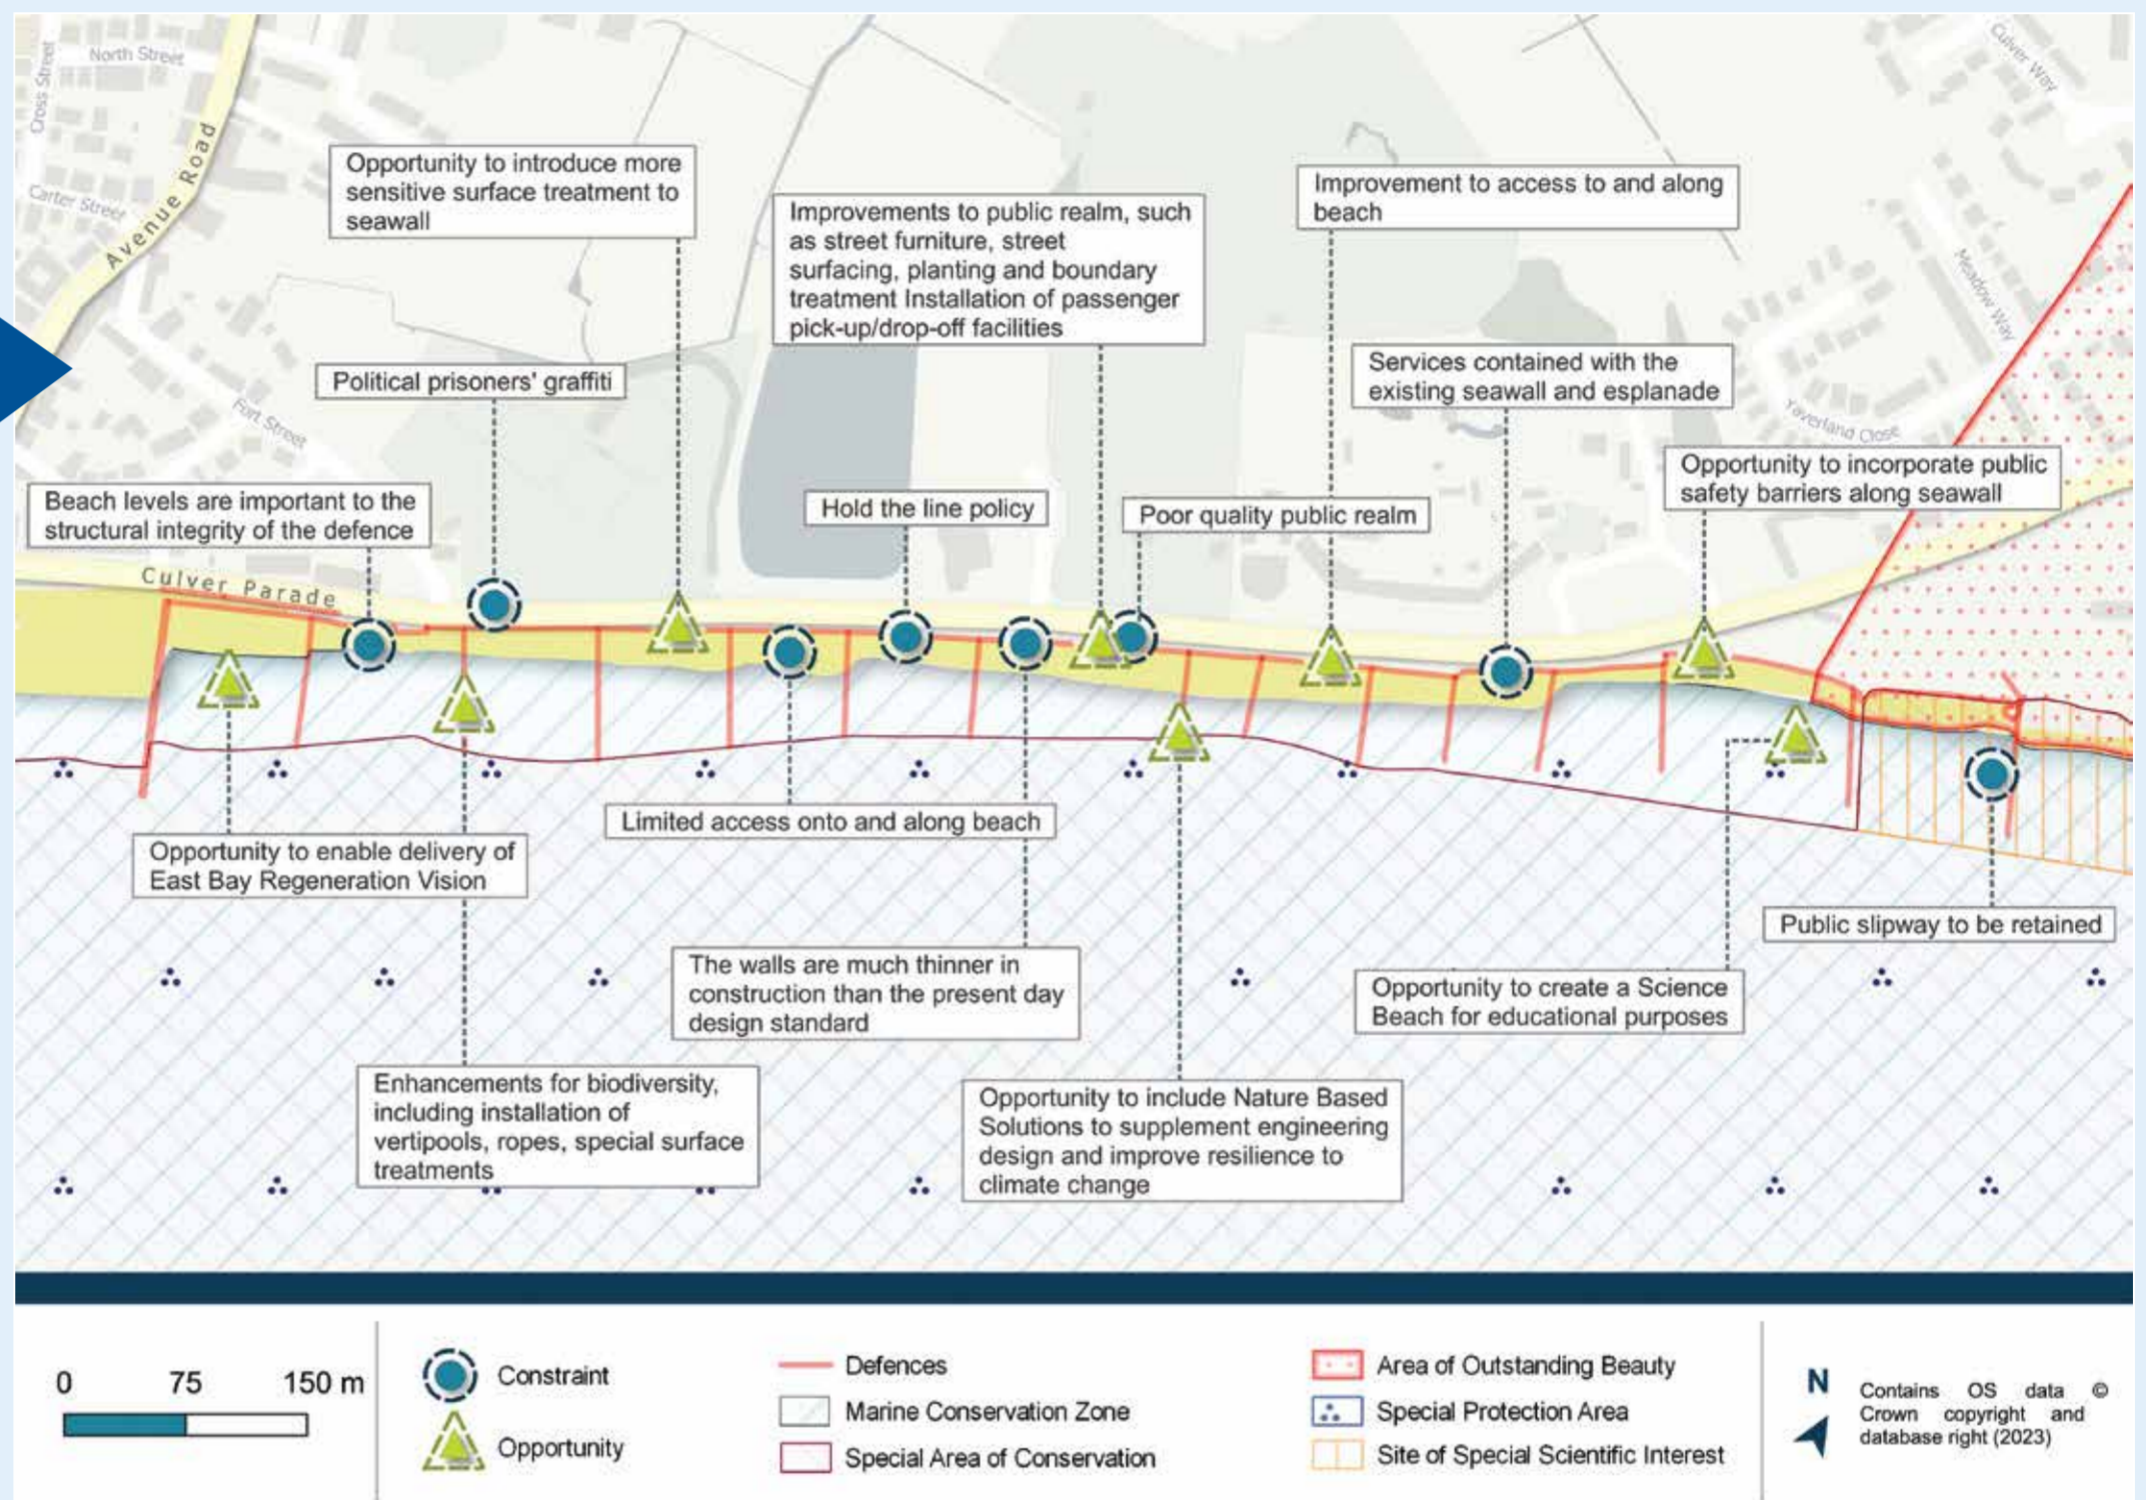 North Street
Cross Street
Carter Street
Avenue Road
Culver Way
Opportunity to introduce more
sensitive surface treatment to
seawall
Improvements to public realm, such
as street furniture, street
surfacing, planting and boundary
treatment Installation of passenger
pick-up/drop-off facilities
Improvement to access to and along
beach
Meadow Way
Political prisoners' graffiti
Services contained with the
existing seawall and esplanade
Fort Street
Yaverland Close
Beach levels are important to the
structural integrity of the defence
Hold the line policy
Poor quality public realm
Opportunity to incorporate public
safety barriers along seawall
Culver Parade
Limited access onto and along beach
Opportunity to enable delivery of
East Bay Regeneration Vision
Public slipway to be retained
The walls are much thinner in
construction than the present day
design standard
Opportunity to create a Science
Beach for educational purposes
Enhancements for biodiversity,
including installation of
vertipools, ropes, special surface
treatments
Opportunity to include Nature Based
Solutions to supplement engineering
design and improve resilience to
climate change
0 75 150 m
Constraint
Opportunity
Defences
Marine Conservation Zone
Special Area of Conservation
Area of Outstanding Beauty
Special Protection Area
Site of Special Scientific Interest
N
Contains OS data ©
Crown copyright and
database right (2023)